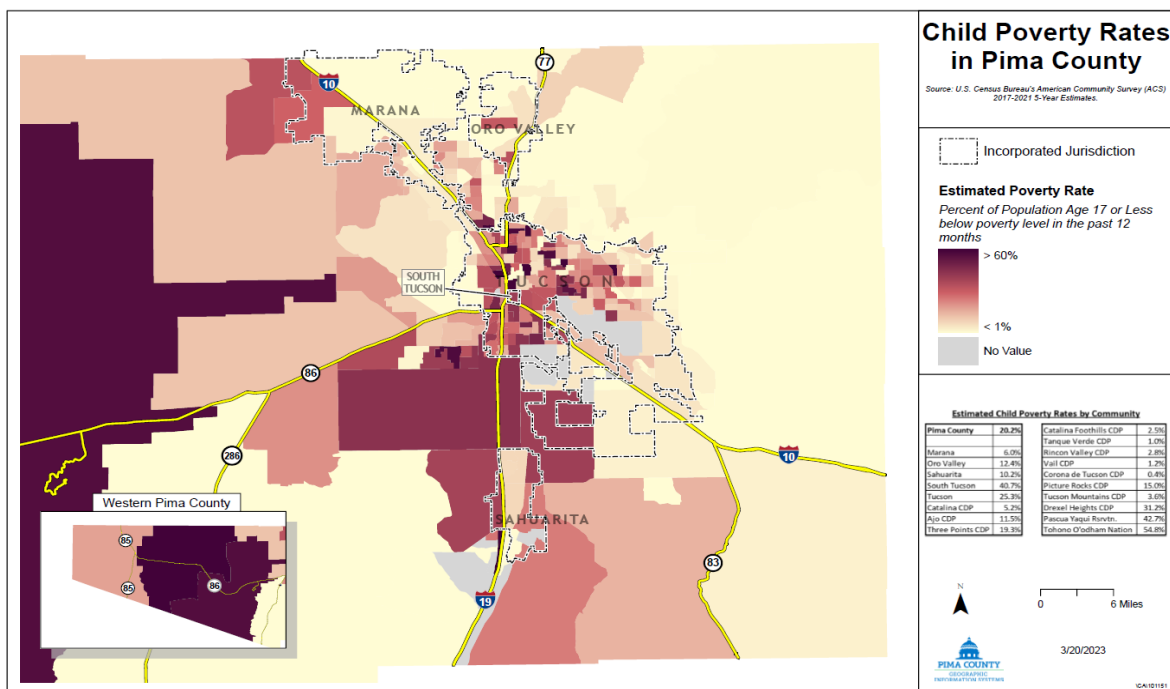 Child Poverty Rates
in Pima County
Source: U.S. Census Bureau's American Community Survey (ACS)
2017-2021 5-Year Estimates.
Incorporated Jurisdiction
Estimated Poverty Rate
Percent of Population Age 17 or Less
below poverty level in the past 12
months
> 60%
< 1%
No Value
Estimated Child Poverty Rates by Community
Pima County 20.2%
Marana 6.0%
Oro Valley 12.4%
Sahuarita 10.2%
South Tucson 40.7%
Tucson 25.3%
Catalina CDP 5.2%
Ajo CDP 11.5%
Three Points CDP 19.3%
Catalina Foothills CDP 2.5%
Tanque Verde CDP 1.0%
Rincon Valley CDP 2.8%
Vail CDP 1.2%
Corona de Tucson CDP 0.4%
Picture Rocks CDP 15.0%
Tucson Mountains CDP 3.6%
Drexel Heights CDP 31.2%
Pascua Yaqui Rsrvtn. 42.7%
Tohono O'odham Nation 54.8%
N
0 6 Miles
PIMA COUNTY
GEOGRAPHIC
INFORMATION SYSTEMS
3/20/2023
77
10
MARANA
ORO VALLEY
SOUTH
TUCSON
TUCSON
86
286
10
SAHUARITA
83
19
Western Pima County
85
85
86